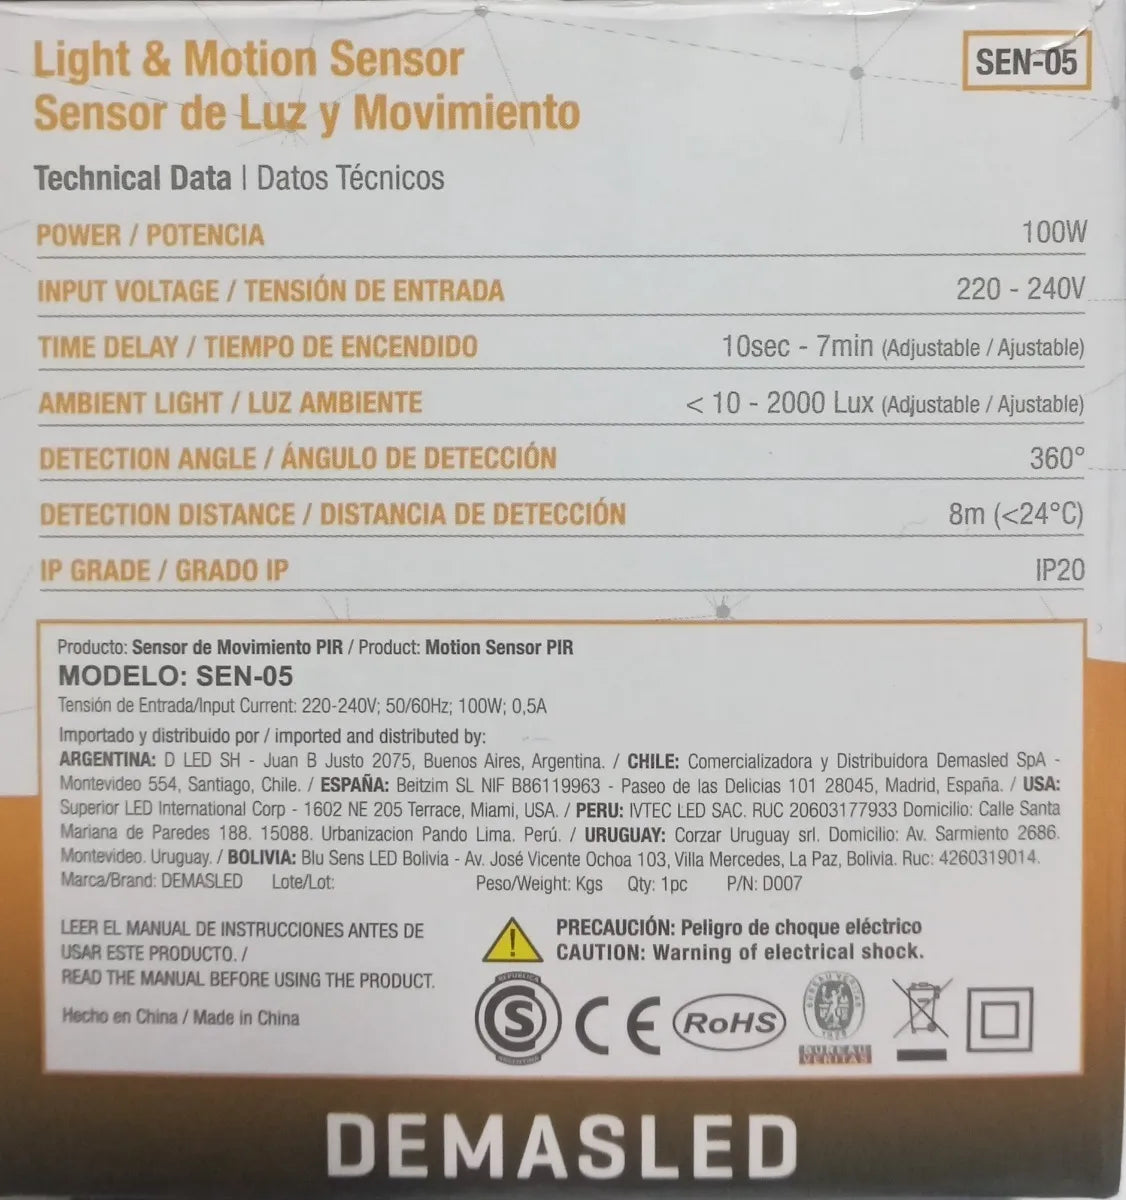 Light & Motion Sensor
SEN-05
Sensor de Luz y Movimiento
Technical Data | Datos Técnicos
POWER / POTENCIA 100W
INPUT VOLTAGE / TENSIÓN DE ENTRADA 220 - 240V
TIME DELAY / TIEMPO DE ENCENDIDO 10sec - 7min (Adjustable / Ajustable)
AMBIENT LIGHT / LUZ AMBIENTE < 10 - 2000 Lux (Adjustable / Ajustable)
DETECTION ANGLE / ÁNGULO DE DETECCIÓN 360°
DETECTION DISTANCE / DISTANCIA DE DETECCIÓN 8m (<24°C)
IP GRADE / GRADO IP IP20
Producto: Sensor de Movimiento PIR / Product: Motion Sensor PIR
MODELO: SEN-05
Tensión de Entrada/Input Current: 220-240V; 50/60Hz; 100W; 0,5A
Importado y distribuido por / imported and distributed by:
ARGENTINA: D LED SH - Juan B Justo 2075, Buenos Aires, Argentina. / CHILE: Comercializadora y Distribuidora Demasled SpA -
Montevideo 554, Santiago, Chile. / ESPAÑA: Beitzim SL NIF B86119963 - Paseo de las Delicias 101 28045, Madrid, España. / USA:
Superior LED International Corp - 1602 NE 205 Terrace, Miami, USA. / PERU: IVTEC LED SAC. RUC 20603177933 Domicilio: Calle Santa
Mariana de Paredes 188. 15088. Urbanizacion Pando Lima. Perú. / URUGUAY: Corzar Uruguay srl. Domicilio: Av. Sarmiento 2686.
Montevideo. Uruguay. / BOLIVIA: Blu Sens LED Bolivia - Av. José Vicente Ochoa 103, Villa Mercedes, La Paz, Bolivia. Ruc: 4260319014.
Marca/Brand: DEMASLED Lote/Lot: Peso/Weight: Kgs Qty: 1pc P/N: D007
LEER EL MANUAL DE INSTRUCCIONES ANTES DE
USAR ESTE PRODUCTO. /
READ THE MANUAL BEFORE USING THE PRODUCT.
Hecho en China / Made in China
PRECAUCIÓN: Peligro de choque eléctrico
CAUTION: Warning of electrical shock.
REPUBLICA
S
ARGENTINA
CE
RoHS
BUREAU VERITAS
1828
BUREAU
VERITAS
DEMASLED